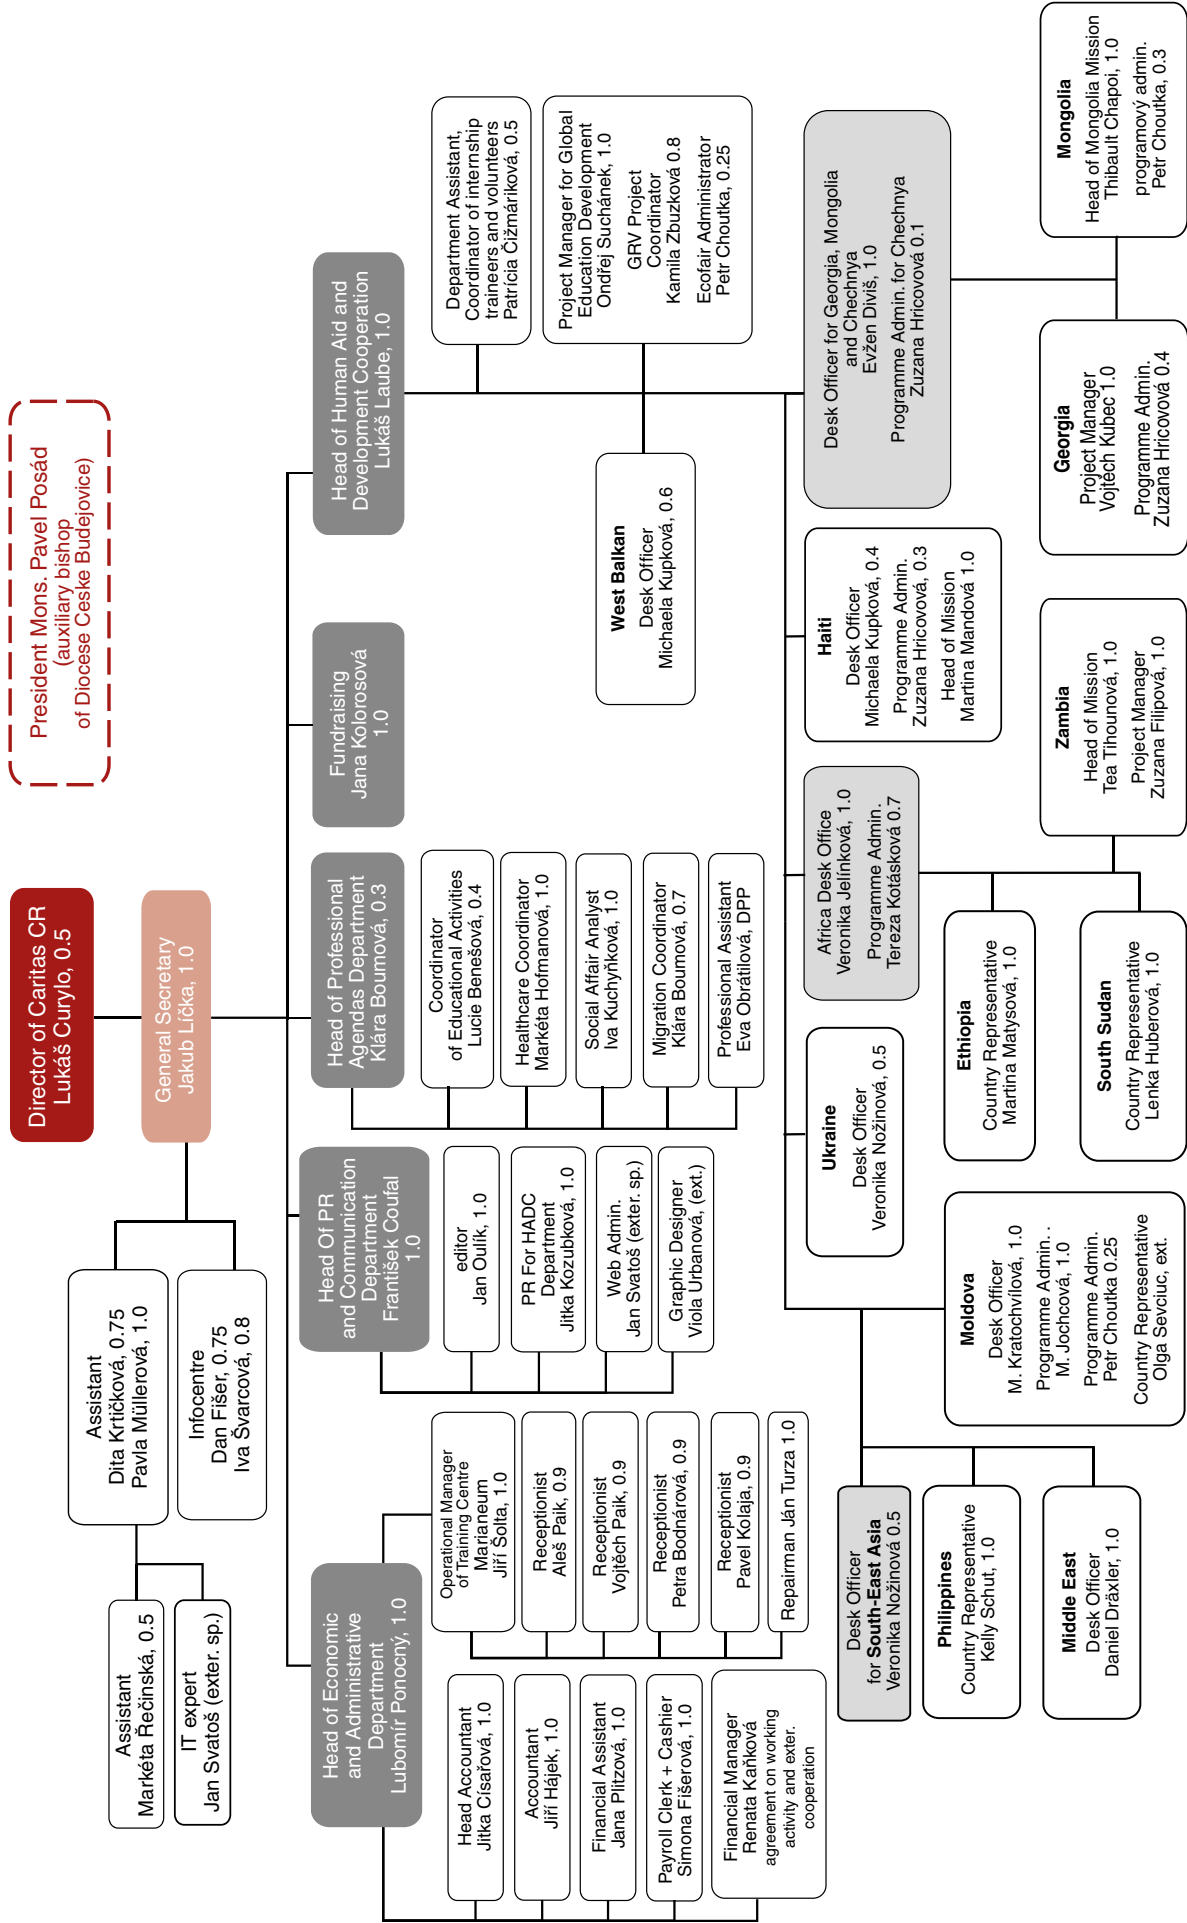 President Mons. Pavel Posád
(auxiliary bishop
of Diocese Ceske Budejovice)
Director of Caritas CR
Lukáš Curylo, 0.5
General Secretary
Jakub Líčka, 1.0
Assistant
Dita Krtičková, 0.75
Pavla Müllerová, 1.0
Infocentre
Dan Fišer, 0.75
Iva Švarcová, 0.8
Assistant
Markéta Řečinská, 0.5
IT expert
Jan Svatoš (exter. sp.)
Head of Economic
and Administrative
Department
Lubomír Ponocný, 1.0
Head Of PR
and Communication
Department
František Coufal
1.0
Head of Professional
Agendas Department
Klára Boumová, 0.3
Fundraising
Jana Kolorosová
1.0
Head of Human Aid and
Development Cooperation
Lukáš Laube, 1.0
Head Accountant
Jitka Císařová, 1.0
Accountant
Jiří Hájek, 1.0
Financial Assistant
Jana Plitzová, 1.0
Payroll Clerk + Cashier
Simona Fišerová, 1.0
Financial Manager
Renata Kaňková
agreement on working
activity and exter.
cooperation
Operational Manager
of Training Centre
Marianeum
Jiří Šolta, 1.0
Receptionist
Aleš Paik, 0.9
Receptionist
Vojtěch Paik, 0.9
Receptionist
Petra Bodnárová, 0.9
Receptionist
Pavel Kolaja, 0.9
Repairman Ján Turza 1.0
editor
Jan Oulík, 1.0
PR For HADC
Department
Jitka Kozubková, 1.0
Web Admin.
Jan Svatoš (exter. sp.)
Graphic Designer
Viola Urbanová, (ext.)
Coordinator
of Educational Activities
Lucie Benešová, 0.4
Healthcare Coordinator
Markéta Hofmanová, 1.0
Social Affair Analyst
Iva Kuchyňková, 1.0
Migration Coordinator
Klára Boumová, 0.7
Professional Assistant
Eva Obrátilová, DPP
Department Assistant,
Coordinator of internship
traineers and volunteers
Patrícia Čižmáriková, 0.5
Project Manager for Global
Education Development
Ondřej Suchánek, 1.0
GRV Project
Coordinator
Kamila Zbuzková 0.8
Ecofair Administrator
Petr Choutka, 0.25
West Balkan
Desk Officer
Michaela Kupková, 0.6
Desk Officer
for South-East Asia
Veronika Nožinová 0.5
Philippines
Country Representative
Kelly Schut, 1.0
Middle East
Desk Officer
Daniel Dräxler, 1.0
Moldova
Desk Officer
M. Kratochvílová, 1.0
Programme Admin. .
M. Jochcová, 1.0
Programme Admin.
Petr Choutka 0.25
Country Representative
Olga Sevciuc, ext.
Ukraine
Desk Officer
Veronika Nožinová, 0.5
Africa Desk Office
Veronika Jelínková, 1.0
Programme Admin.
Tereza Kotásková 0.7
Ethiopia
Country Representative
Martina Matysová, 1.0
South Sudan
Country Representative
Lenka Huberová, 1.0
Zambia
Head of Mission
Tea Tihounová, 1.0
Project Manager
Zuzana Filipová, 1.0
Haiti
Desk Officer
Michaela Kupková, 0.4
Programme Admin.
Zuzana Hricovová, 0.3
Head of Mission
Martina Mandová 1.0
Desk Officer for Georgia, Mongolia
and Chechnya
Evžen Diviš, 1.0
Programme Admin. for Chechnya
Zuzana Hricovová 0.1
Georgia
Project Manager
Vojtěch Kubec 1.0
Programme Admin.
Zuzana Hricovová 0.4
Mongolia
Head of Mongolia Mission
Thibault Chapoi, 1.0
programový admin.
Petr Choutka, 0.3